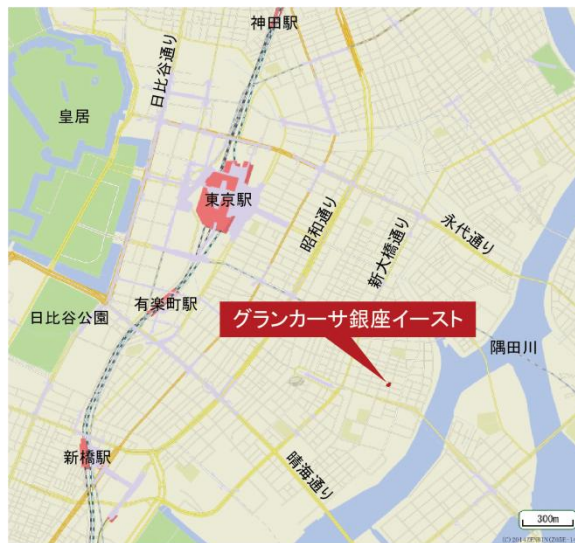 神田駅
日比谷通り
皇居
東京駅
昭和通り
新大橋通り
永代通り
有楽町駅
日比谷公園
グランカーサ銀座イースト
隅田川
新橋駅
晴海通り
300m